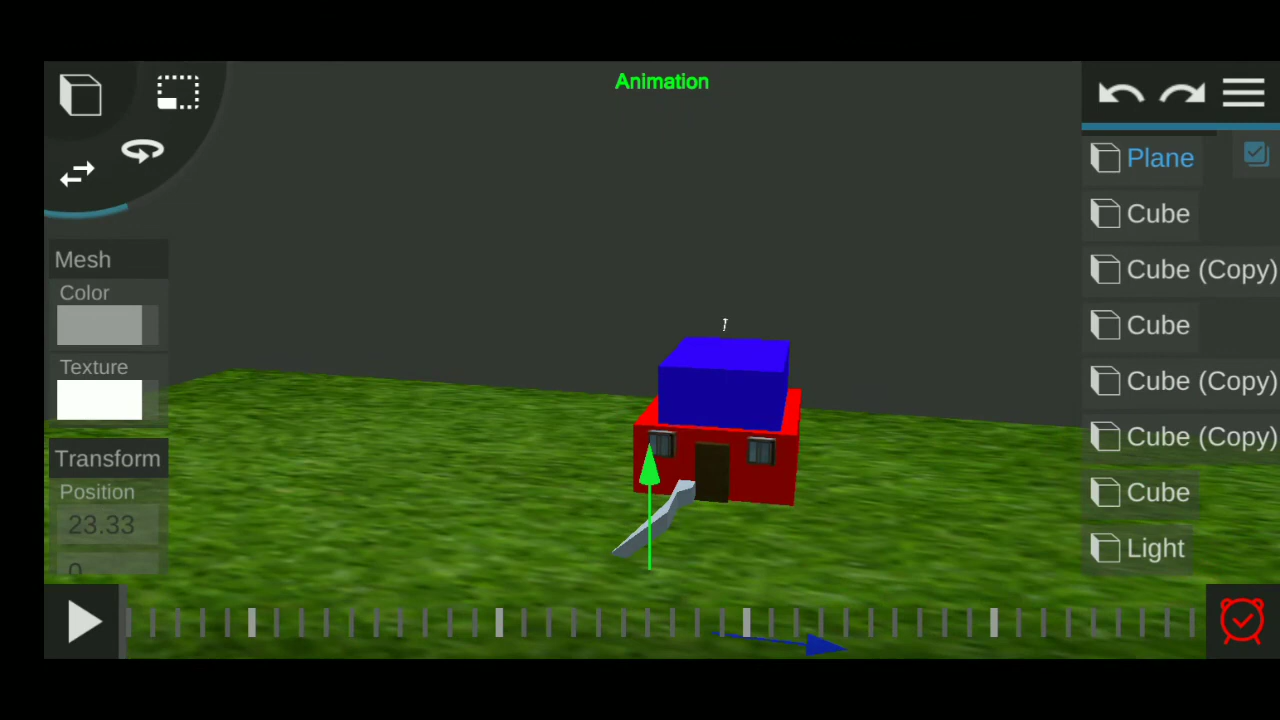 Animation
Plane
Cube
Cube (Copy)
Cube
Cube (Copy)
Cube (Copy)
Cube
Light
Mesh
Color
Texture
Transform
Position
23.33
0